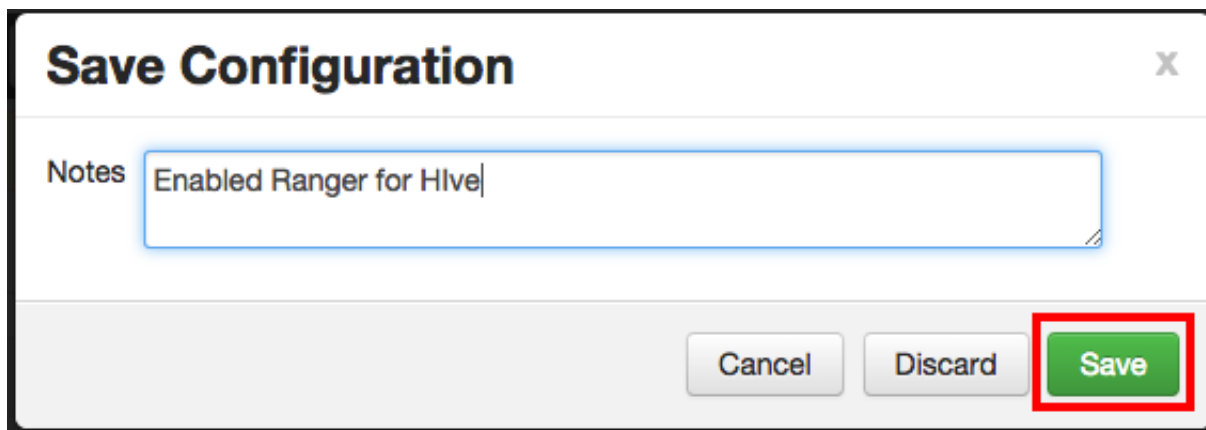 Save Configuration x
Notes Enabled Ranger for HIve
Cancel Discard Save